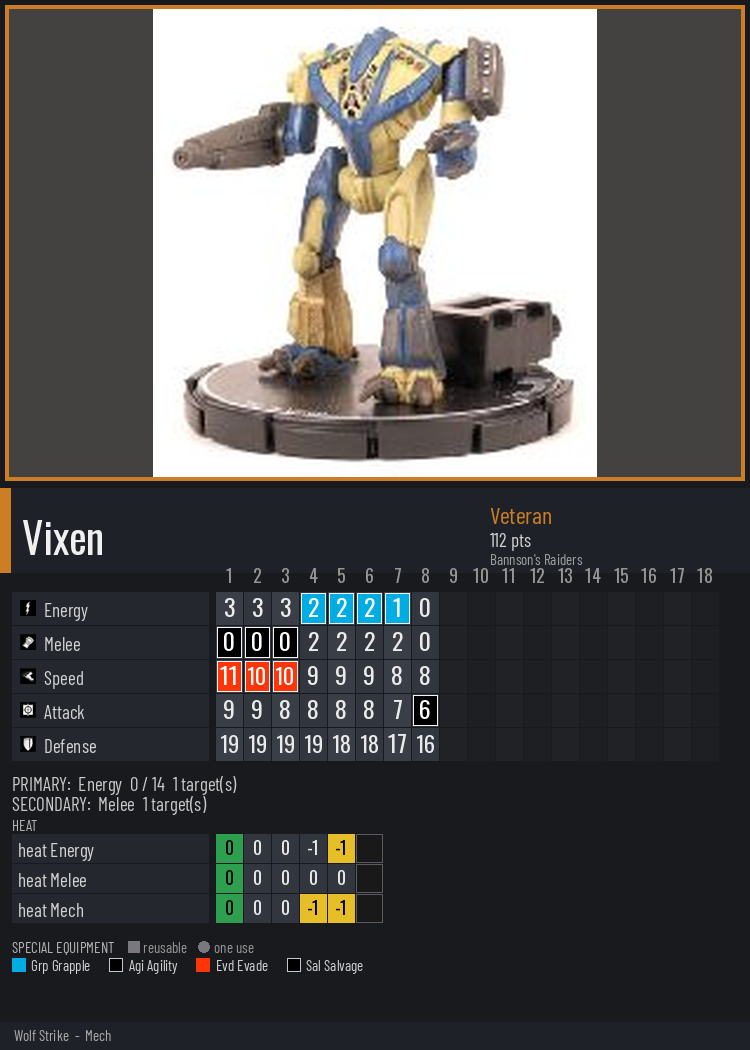 Vixen
Veteran
112 pts
Bannson's Raiders
1 2 3 4 5 6 7 8 9 10 11 12 13 14 15 16 17 18
Energy 3 3 3 2 2 2 1 0
Melee 0 0 0 2 2 2 2 0
Speed 11 10 10 9 9 9 8 8
Attack 9 9 8 8 8 8 7 6
Defense 19 19 19 19 18 18 17 16
PRIMARY: Energy 0 / 14 1 target(s)
SECONDARY: Melee 1 target(s)
HEAT
heat Energy 0 0 0 -1 -1
heat Melee 0 0 0 0 0
heat Mech 0 0 0 -1 -1
SPECIAL EQUIPMENT reusable one use
Grp Grapple Agi Agility Evd Evade Sal Salvage
Wolf Strike - Mech